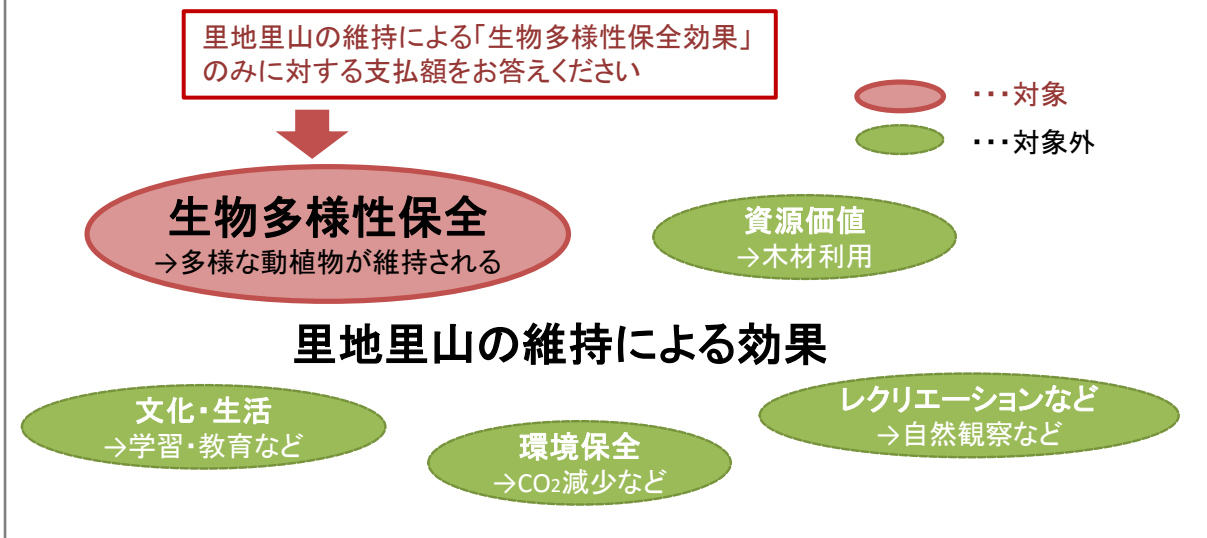 里地里山の維持による「生物多様性保全効果」
のみに対する支払額をお答えください
・・・対象
・・・対象外
生物多様性保全
→多様な動植物が維持される
資源価値
→木材利用
里地里山の維持による効果
文化・生活
→学習・教育など
環境保全
→CO₂減少など
レクリエーションなど
→自然観察など